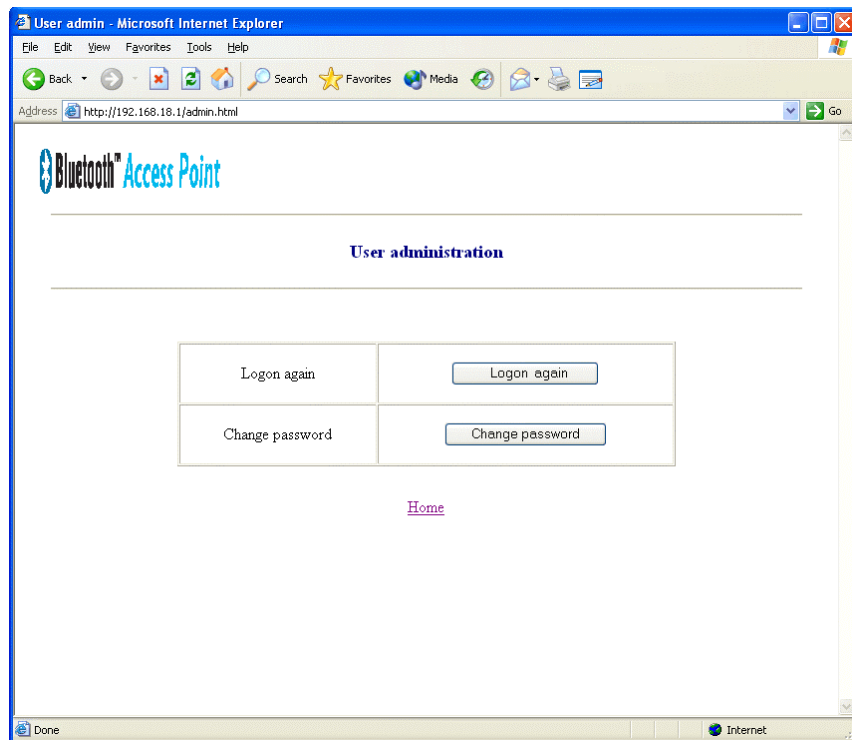 User admin - Microsoft Internet Explorer
File Edit View Favorites Tools Help
Back Search Favorites Media
Address http://192.168.18.1/admin.html Go
Bluetooth™ Access Point
User administration
Logon again Logon again
Change password Change password
Home
Done Internet